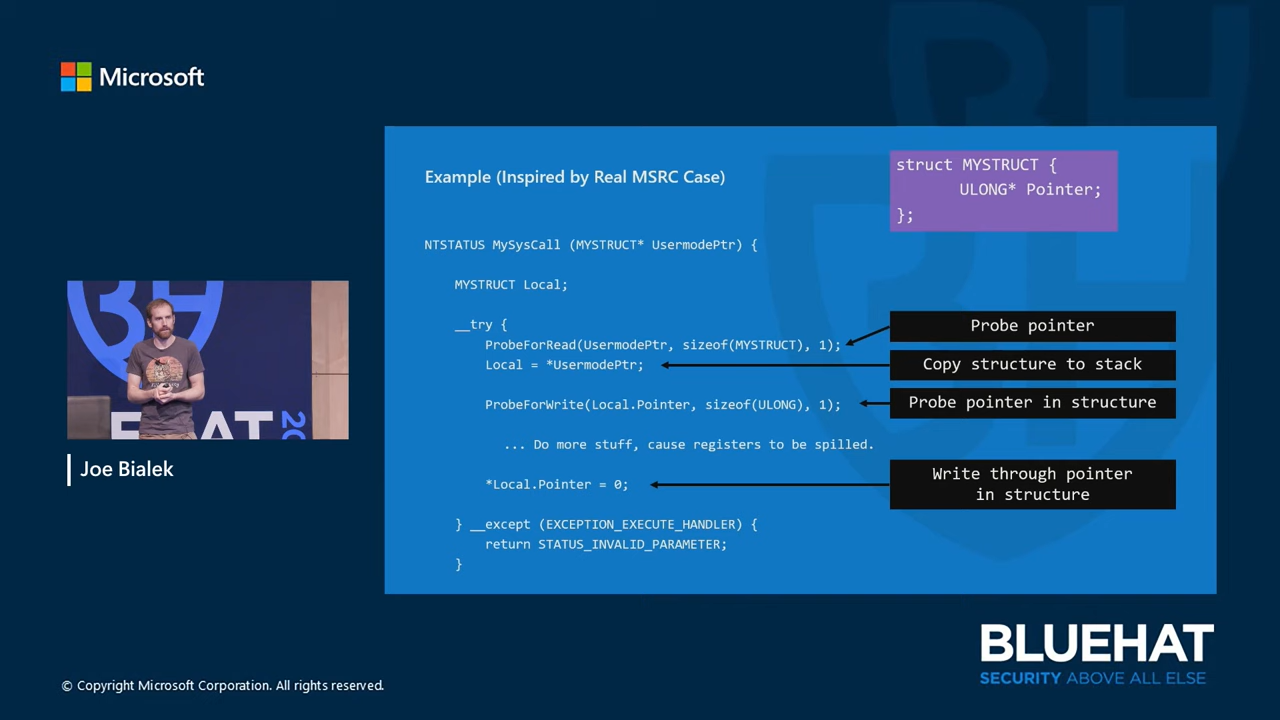 Microsoft
Example (Inspired by Real MSRC Case)
struct MYSTRUCT {
ULONG* Pointer;
};
NTSTATUS MySysCall (MYSTRUCT* UsermodePtr) {
MYSTRUCT Local;
__try {
ProbeForRead(UsermodePtr, sizeof(MYSTRUCT), 1);
Local = *UsermodePtr;
ProbeForWrite(Local.Pointer, sizeof(ULONG), 1);
... Do more stuff, cause registers to be spilled.
*Local.Pointer = 0;
} __except (EXCEPTION_EXECUTE_HANDLER) {
return STATUS_INVALID_PARAMETER;
}
Probe pointer
Copy structure to stack
Probe pointer in structure
Write through pointer
in structure
Joe Bialek
BLUEHAT
SECURITY ABOVE ALL ELSE
© Copyright Microsoft Corporation. All rights reserved.